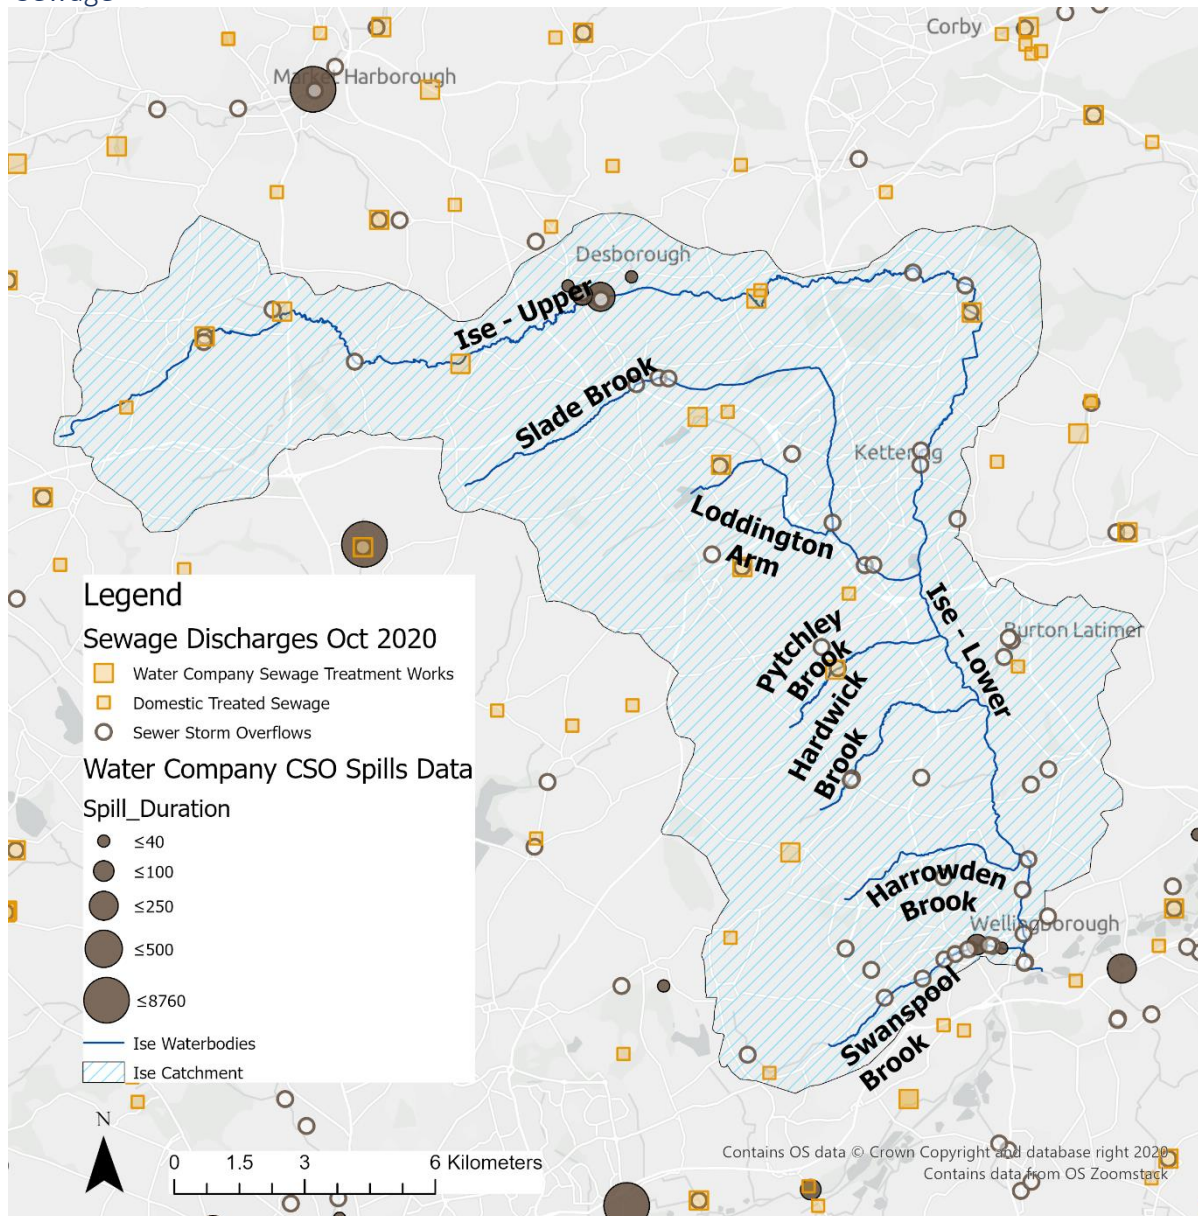 Sewage
Corby
Market Harborough
Desborough
Ise - Upper
Slade Brook
Kettering
Loddington
Arm
Ise - Lower
Burton Latimer
Pytchley
Brook
Hardwick
Brook
Harrowden
Brook
Wellingborough
Swanspool
Brook
Legend
Sewage Discharges Oct 2020
Water Company Sewage Treatment Works
Domestic Treated Sewage
Sewer Storm Overflows
Water Company CSO Spills Data
Spill_Duration
≤40
≤100
≤250
≤500
≤8760
Ise Waterbodies
Ise Catchment
N
0 1.5 3 6 Kilometers
Contains OS data © Crown Copyright and database right 2020
Contains data from OS Zoomstack